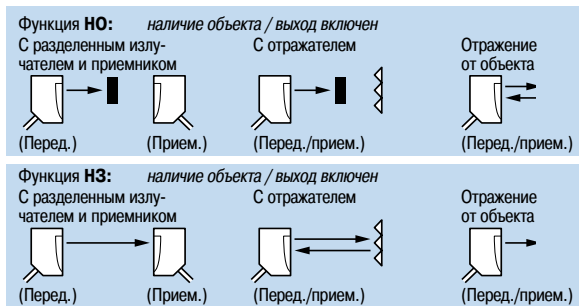 Функция НО: наличие объекта / выход включен
С разделенным излу-
чателем и приемником
С отражателем
Отражение
от объекта
(Перед.) (Прием.) (Перед./прием.) (Перед./прием.)
Функция НЗ: наличие объекта / выход включен
С разделенным излу-
чателем и приемником
С отражателем
Отражение
от объекта
(Перед.) (Прием.) (Перед./прием.) (Перед./прием.)